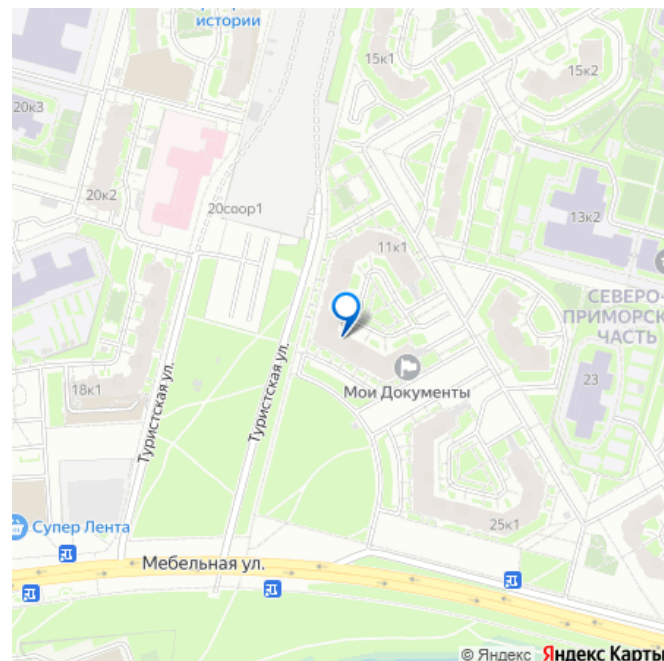 истории
15к1
15к2
20к3
20к2
20соор1
13к2
11к1
СЕВЕРО-
ПРИМОРСК
ЧАСТЬ
Мои Документы
23
18к1
Туристская ул.
Туристская ул.
Супер Лента
25к1
Мебельная ул.
© Яндекс Яндекс Карты